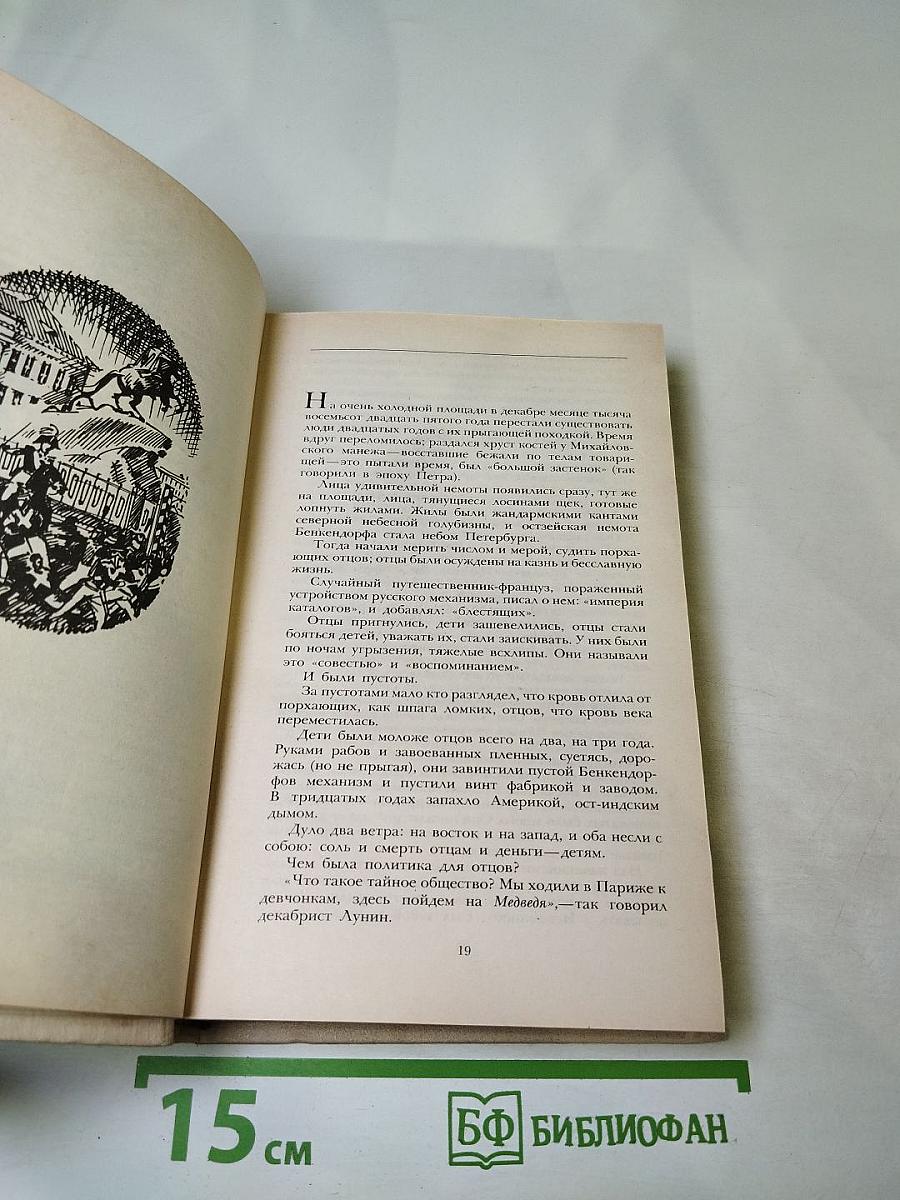 На очень холодной площади в декабре месяце тысяча
восемьсот двадцать пятого года перестали существовать
люди двадцатых годов с их прыгающей походкой. Время
вдруг переломилось; раздался хруст костей у Михайлов-
ского манежа—восставшие бежали по телам товари-
щей—это пытали время, был «большой застенок» (так
говорили в эпоху Петра).
Лица удивительной немоты появились сразу, тут же
на площади, лица, тянущиеся лосинами щек, готовые
лопнуть жилами. Жилы были жандармскими кантами
северной небесной голубизны, и остзейская немота
Бенкендорфа стала небом Петербурга.
Тогда начали мерить числом и мерой, судить порха-
ющих отцов; отцы были осуждены на казнь и бесславную
жизнь.
Случайный путешественник-француз, пораженный
устройством русского механизма, писал о нем: «империя
каталогов», и добавлял: «блестящих».
Отцы пригнулись, дети зашевелились, отцы стали
бояться детей, уважать их, стали заискивать. У них были
по ночам угрызения, тяжелые всхлипы. Они называли
это «совестью» и «воспоминанием».
И были пустоты.
За пустотами мало кто разглядел, что кровь отлила от
порхающих, как шпага ломких, отцов, что кровь века
переместилась.
Дети были моложе отцов всего на два, на три года.
Руками рабов и завоеванных пленных, суетясь, доро-
жась (но не прыгая), они завинтили пустой Бенкендор-
фов механизм и пустили винт фабрикой и заводом.
В тридцатых годах запахло Америкой, ост-индским
дымом.
Дуло два ветра: на восток и на запад, и оба несли с
собою: соль и смерть отцам и деньги—детям.
Чем была политика для отцов?
«Что такое тайное общество? Мы ходили в Париже к
девчонкам, здесь пойдем на Медведя»,—так говорил
декабрист Лунин.
19
15 см
БФ БИБЛИОФАН